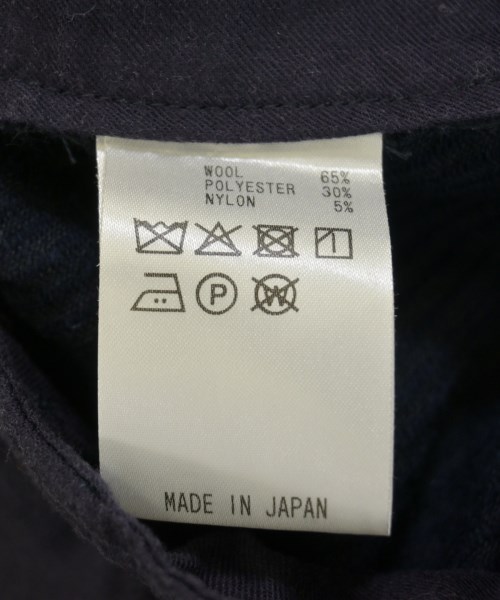 WOOL 65%
POLYESTER 30%
NYLON 5%
P W
MADE IN JAPAN